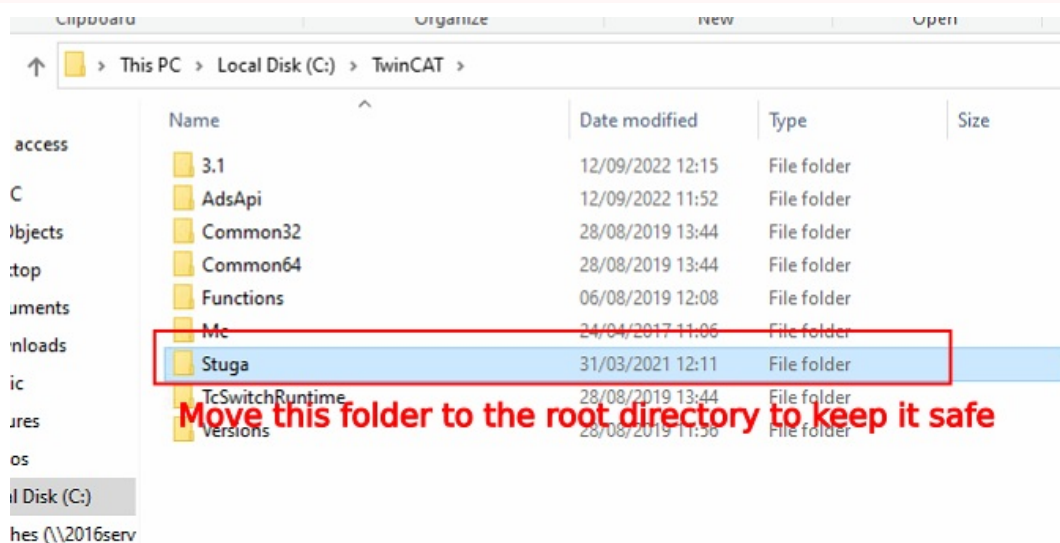 Clipboard Organize New Open
This PC > Local Disk (C:) > TwinCAT >
Name Date modified Type Size
access
3.1 12/09/2022 12:15 File folder
C
AdsApi 12/09/2022 11:52 File folder
Objects
Common32 28/08/2019 13:44 File folder
ktop
Common64 28/08/2019 13:44 File folder
uments
Functions 06/08/2019 12:08 File folder
Mc 24/04/2017 11:06 File folder
nloads
Stuga 31/03/2021 12:11 File folder
ic
TcSwitchRuntime 28/08/2019 13:44 File folder
Move this folder to the root directory to keep it safe
ures
Versions 28/08/2019 11:56 File folder
os
al Disk (C:)
hes (\\2016serv